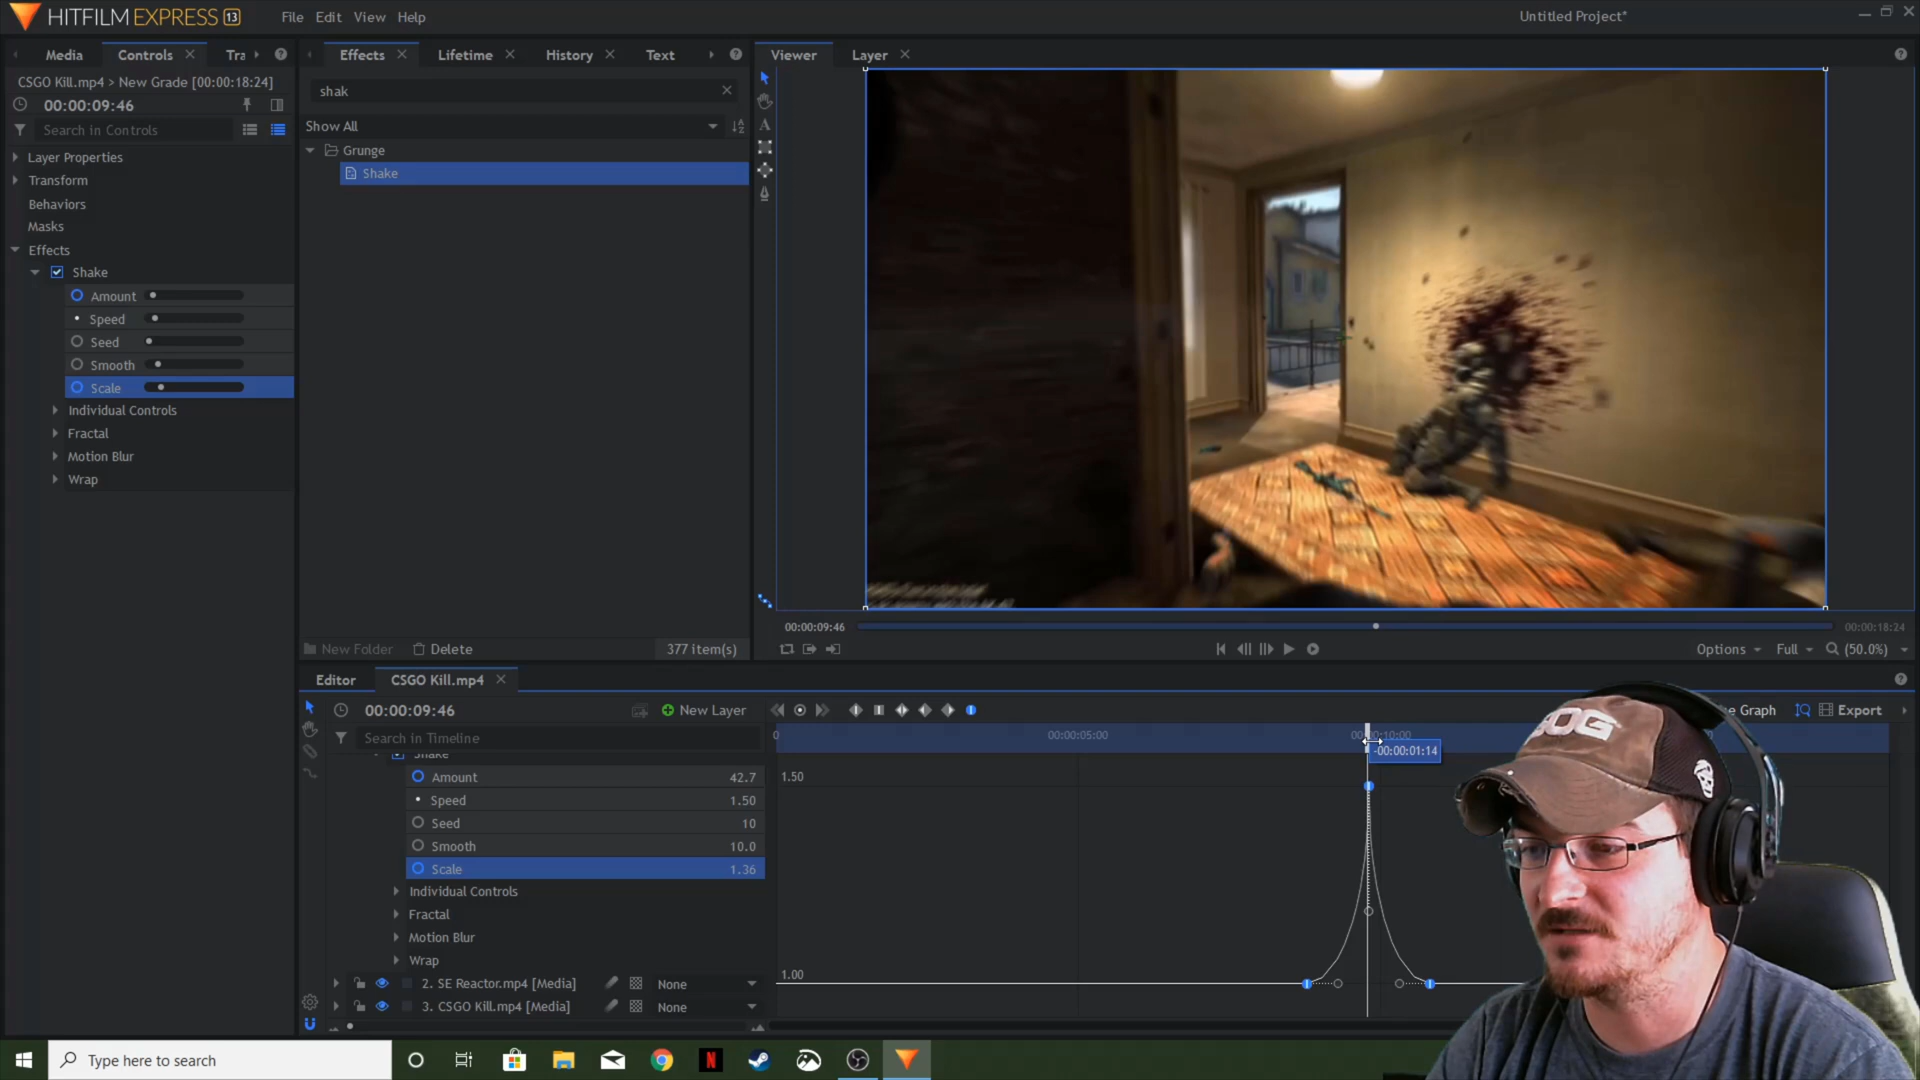 HITFILM EXPRESS 13
File Edit View Help
Untitled Project*
Media Controls Tra
Effects Lifetime History Text
Viewer Layer
CSGO Kill.mp4 > New Grade [00:00:18:24]
00:00:09:46
Search in Controls
Layer Properties
Transform
Behaviors
Masks
Effects
Shake
Amount
Speed
Seed
Smooth
Scale
Individual Controls
Fractal
Motion Blur
Wrap
shak
Show All
Grunge
Shake
New Folder Delete 377 item(s)
A
00:00:09:46 00:00:18:24
Options Full (50.0%)
Editor CSGO Kill.mp4
00:00:09:46 New Layer
e Graph Export
Search in Timeline
0 00:00:05:00
-00:00:01:14
Shake
Amount 42.7
Speed 1.50
Seed 10
Smooth 10.0
Scale 1.36
Individual Controls
Fractal
Motion Blur
Wrap
1.50
1.00
2. SE Reactor.mp4 [Media] None
3. CSGO Kill.mp4 [Media] None
Type here to search